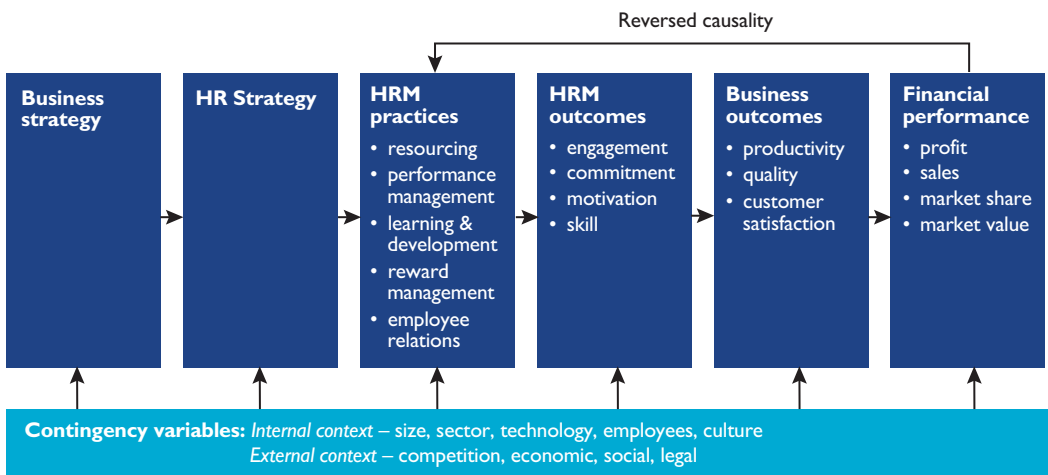 Reversed causality
Business
strategy
HR Strategy
HRM
practices
• resourcing
• performance
management
• learning &
development
• reward
management
• employee
relations
HRM
outcomes
• engagement
• commitment
• motivation
• skill
Business
outcomes
• productivity
• quality
• customer
satisfaction
Financial
performance
• profit
• sales
• market share
• market value
Contingency variables: Internal context – size, sector, technology, employees, culture
External context – competition, economic, social, legal